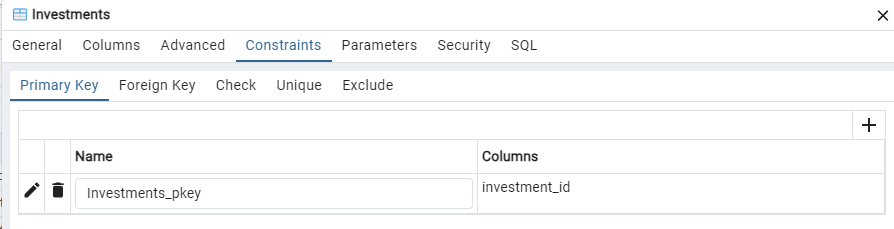 Investments
General Columns Advanced Constraints Parameters Security SQL
Primary Key Foreign Key Check Unique Exclude
Name Columns
Investments_pkey investment_id